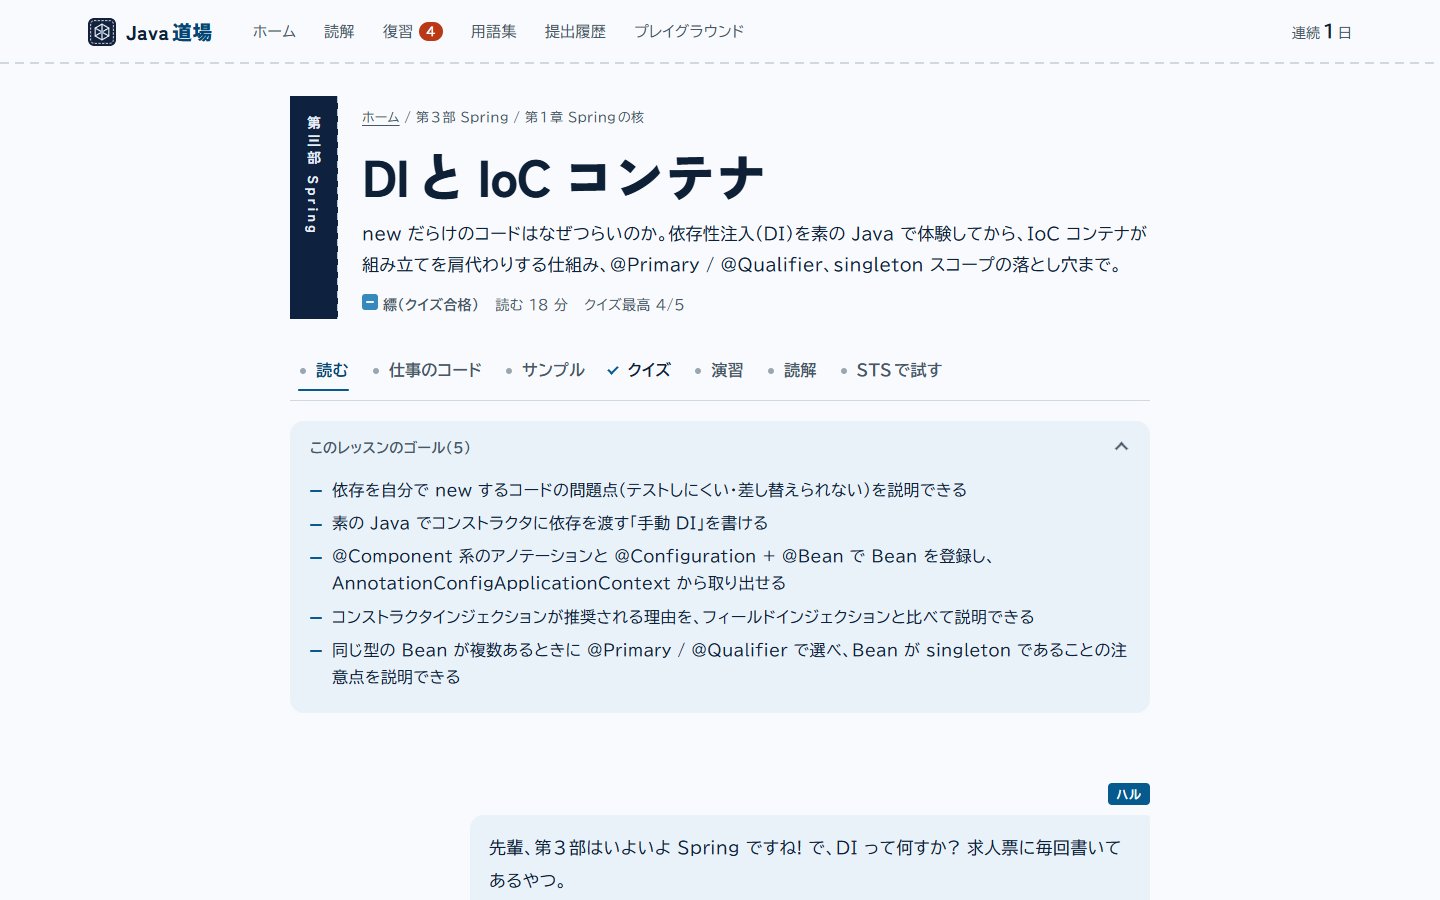 Java道場 ホーム 読解 復習 4 用語集 提出履歴 プレイグラウンド 連続 1 日
第三部 Spring
ホーム / 第3部 Spring / 第1章 Springの核
DI と IoC コンテナ
new だらけのコードはなぜつらいのか。依存性注入(DI)を素の Java で体験してから、IoC コンテナが
組み立てを肩代わりする仕組み、@Primary / @Qualifier、singleton スコープの落とし穴まで。
縹(クイズ合格) 読む 18 分 クイズ最高 4/5
読む 仕事のコード サンプル クイズ 演習 読解 STSで試す
このレッスンのゴール(5)
依存を自分で new するコードの問題点(テストしにくい・差し替えられない)を説明できる
素の Java でコンストラクタに依存を渡す「手動 DI」を書ける
@Component 系のアノテーションと @Configuration + @Bean で Bean を登録し、
AnnotationConfigApplicationContext から取り出せる
コンストラクタインジェクションが推奨される理由を、フィールドインジェクションと比べて説明できる
同じ型の Bean が複数あるときに @Primary / @Qualifier で選べ、Bean が singleton であることの注
意点を説明できる
ハル
先輩、第3部はいよいよ Spring ですね! で、DI って何すか? 求人票に毎回書いて
あるやつ。